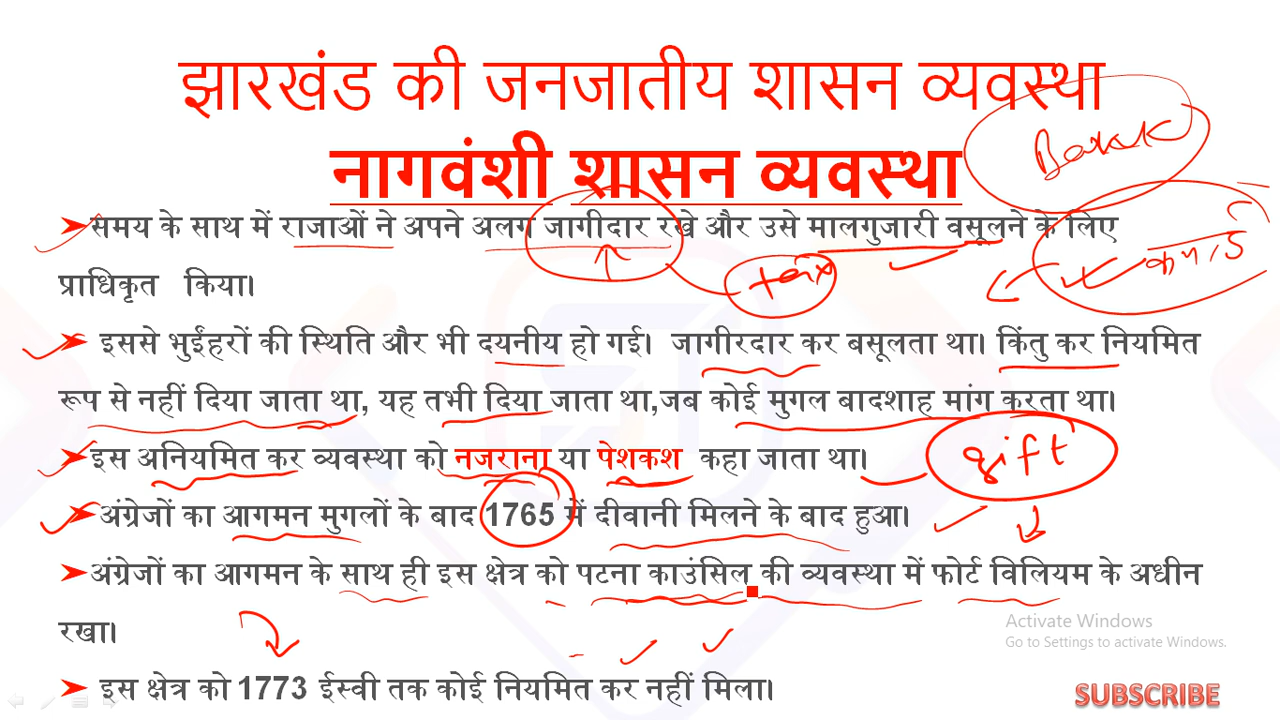 झारखंड की जनजातीय शासन व्यवस्था
नागवंशी शासन व्यवस्था
➤समय के साथ में राजाओं ने अपने अलग जागीदार रखे और उसे मालगुजारी वसूलने के लिए
प्राधिकृत किया।
tax
➤ इससे भुईंहरों की स्थिति और भी दयनीय हो गई। जागीरदार कर बसूलता था। किंतु कर नियमित
रूप से नहीं दिया जाता था, यह तभी दिया जाता था,जब कोई मुगल बादशाह मांग करता था।
➤इस अनियमित कर व्यवस्था को नजराना या पेशकश कहा जाता था।
gift
➤अंग्रेजों का आगमन मुगलों के बाद 1765 में दीवानी मिलने के बाद हुआ।
➤अंग्रेजों का आगमन के साथ ही इस क्षेत्र को पटना काउंसिल की व्यवस्था में फोर्ट विलियम के अधीन
रखा।
➤ इस क्षेत्र को 1773 ईस्वी तक कोई नियमित कर नहीं मिला।
Activate Windows
Go to Settings to activate Windows.
SUBSCRIBE